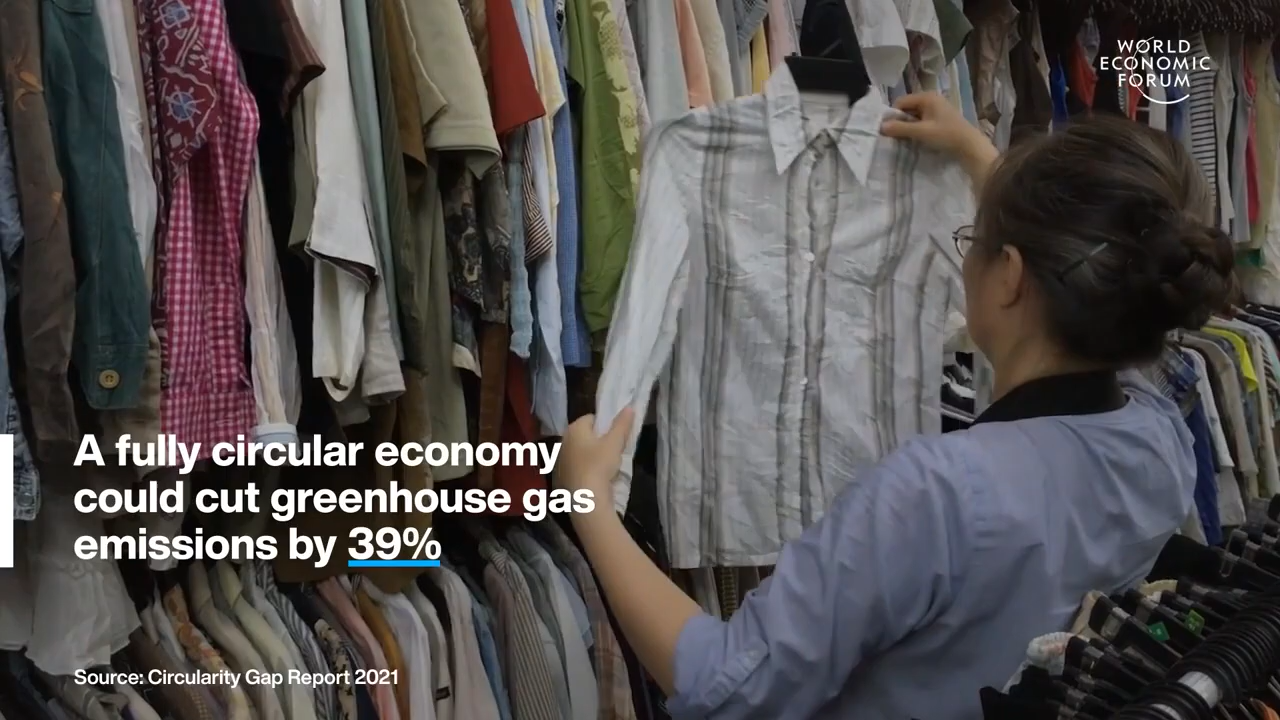 WORLD
ECONOMIC
FORUM
A fully circular economy
could cut greenhouse gas
emissions by 39%
Source: Circularity Gap Report 2021